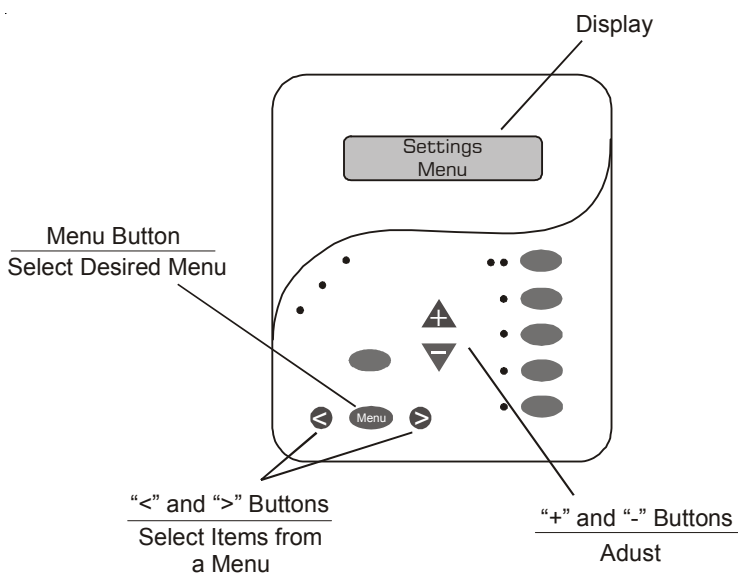 Display
Settings
Menu
Menu Button
Select Desired Menu
+
−
< Menu >
“<” and “>” Buttons
Select Items from
a Menu
“+” and “-” Buttons
Adust